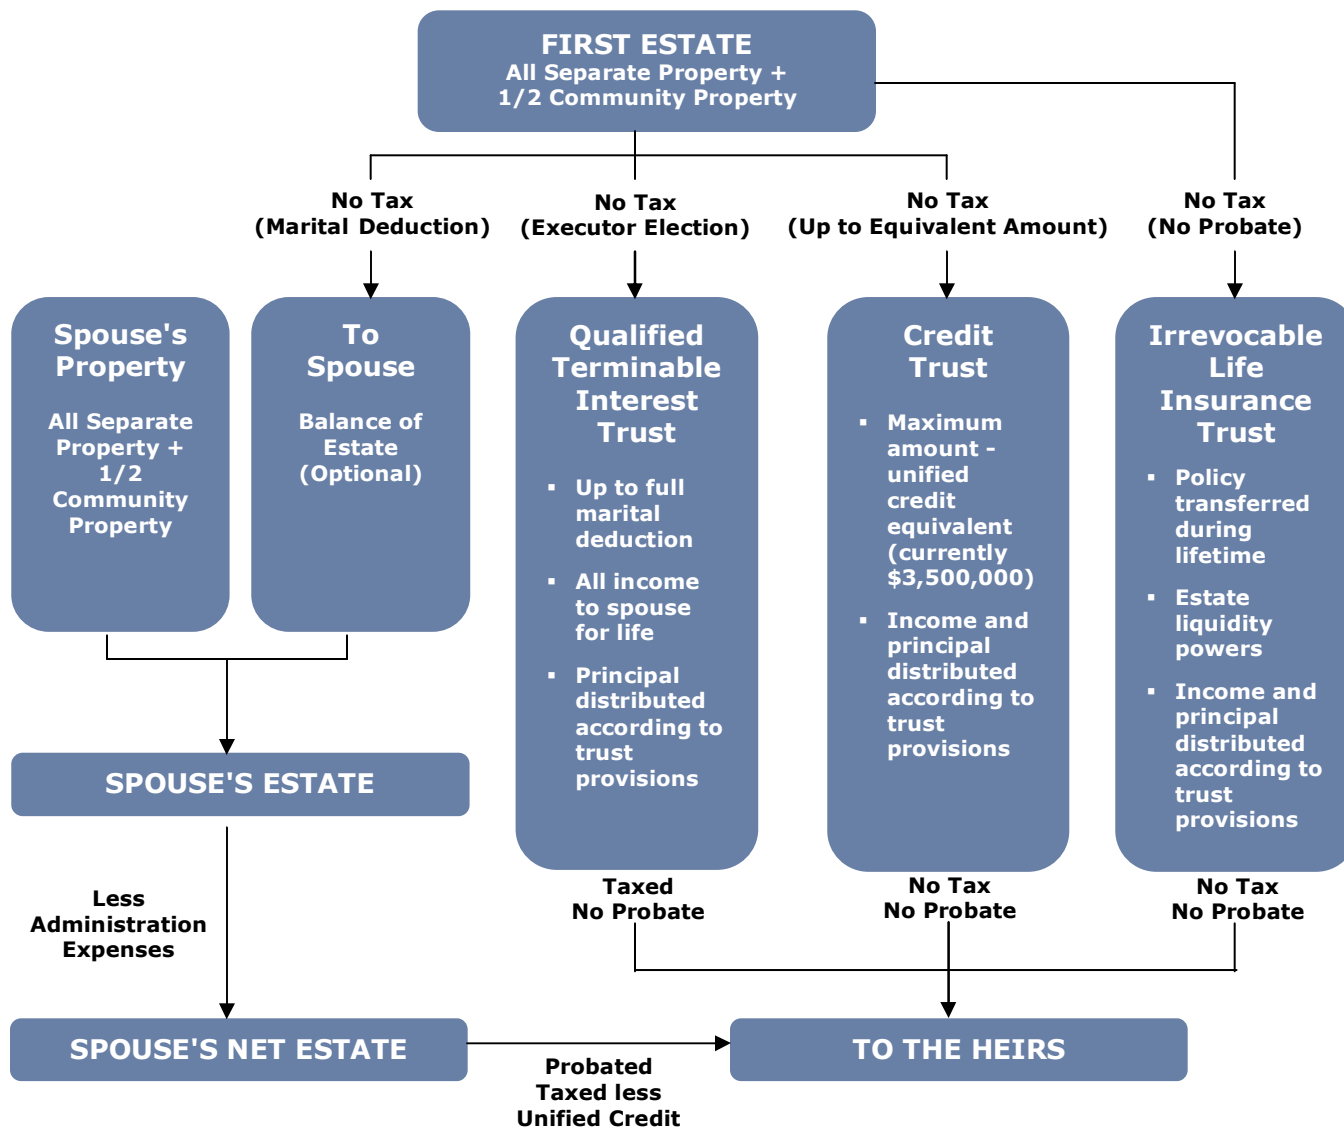 FIRST ESTATE
All Separate Property +
1/2 Community Property
No Tax
(Marital Deduction)
No Tax
(Executor Election)
No Tax
(Up to Equivalent Amount)
No Tax
(No Probate)
Spouse's
Property
All Separate
Property +
1/2
Community
Property
To
Spouse
Balance of
Estate
(Optional)
Qualified
Terminable
Interest
Trust
▪ Up to full
marital
deduction
▪ All income
to spouse
for life
▪ Principal
distributed
according to
trust
provisions
Credit
Trust
▪ Maximum
amount -
unified
credit
equivalent
(currently
$3,500,000)
▪ Income and
principal
distributed
according to
trust
provisions
Irrevocable
Life
Insurance
Trust
▪ Policy
transferred
during
lifetime
▪ Estate
liquidity
powers
▪ Income and
principal
distributed
according to
trust
provisions
SPOUSE'S ESTATE
Less
Administration
Expenses
Taxed
No Probate
No Tax
No Probate
No Tax
No Probate
SPOUSE'S NET ESTATE
Probated
Taxed less
Unified Credit
TO THE HEIRS